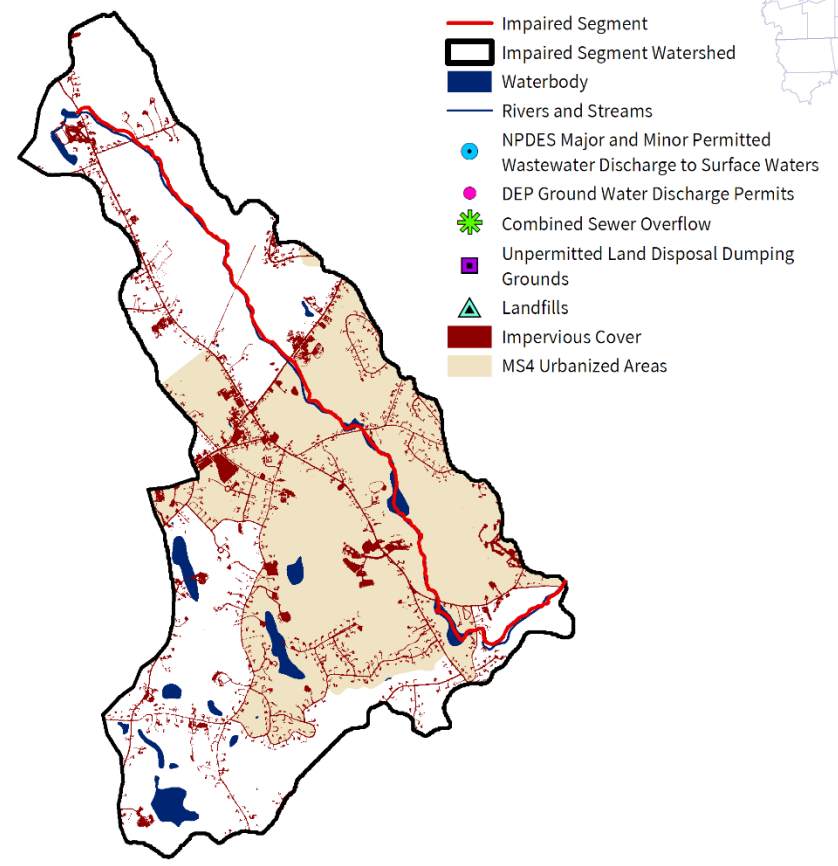 Impaired Segment
Impaired Segment Watershed
Waterbody
Rivers and Streams
NPDES Major and Minor Permitted
Wastewater Discharge to Surface Waters
DEP Ground Water Discharge Permits
Combined Sewer Overflow
Unpermitted Land Disposal Dumping
Grounds
Landfills
Impervious Cover
MS4 Urbanized Areas